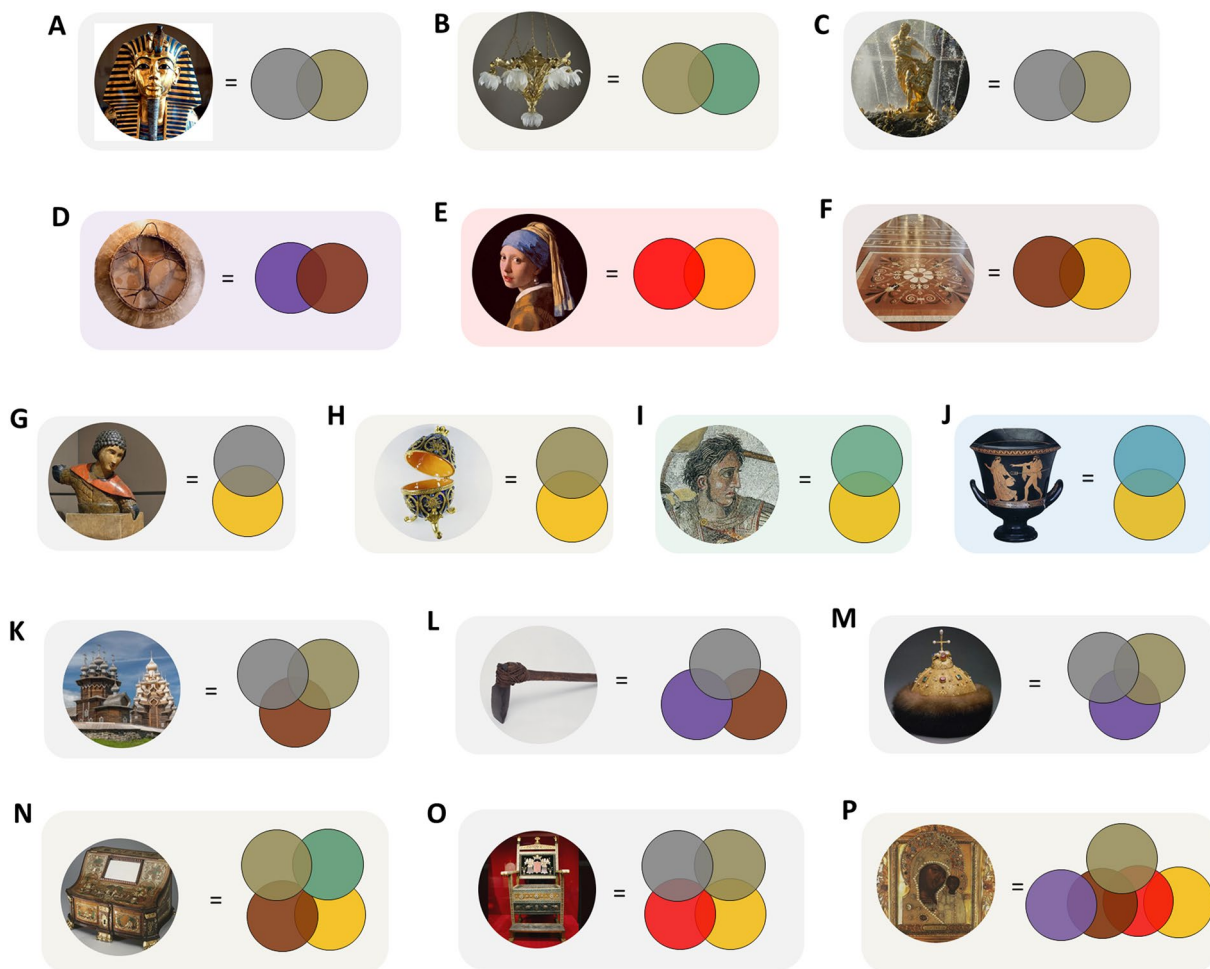 A = B = C =
D = E = F =
G = H = I = J =
K = L = M =
N = O = P =